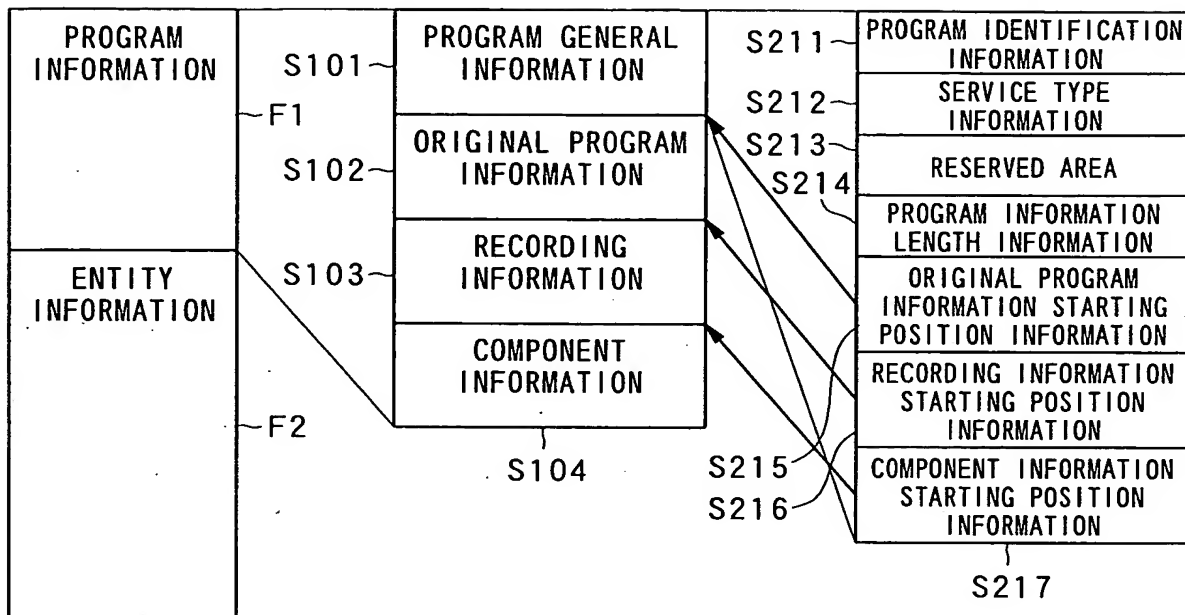 PROGRAM
INFORMATION
F1
ENTITY
INFORMATION
F2
S101
PROGRAM GENERAL
INFORMATION
S102
ORIGINAL PROGRAM
INFORMATION
S103
RECORDING
INFORMATION
COMPONENT
INFORMATION
S104
S211
PROGRAM IDENTIFICATION
INFORMATION
S212
SERVICE TYPE
INFORMATION
S213
RESERVED AREA
S214
PROGRAM INFORMATION
LENGTH INFORMATION
ORIGINAL PROGRAM
INFORMATION STARTING
POSITION INFORMATION
S215
RECORDING INFORMATION
STARTING POSITION
INFORMATION
S216
COMPONENT INFORMATION
STARTING POSITION
INFORMATION
S217